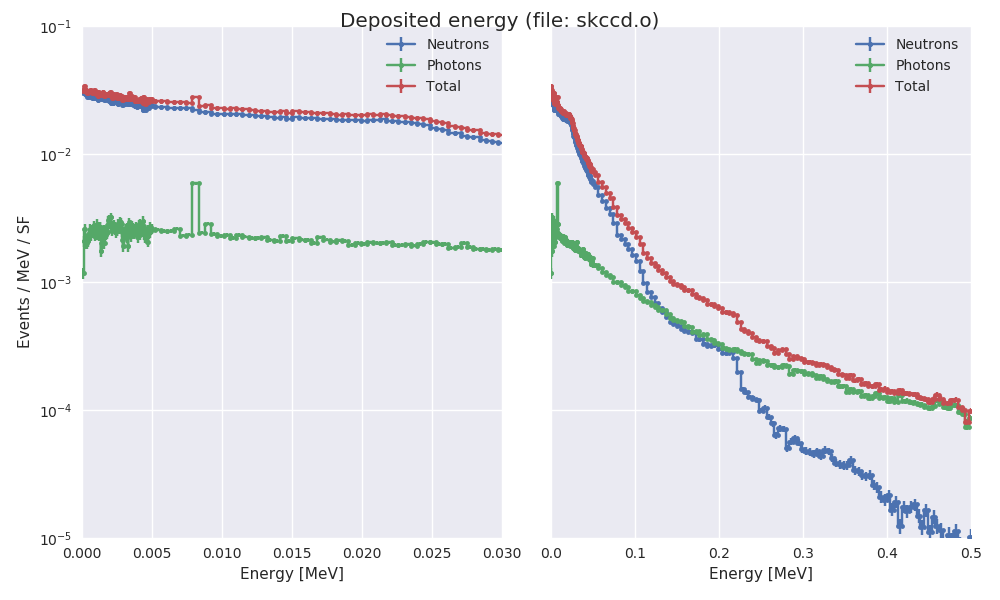 Deposited energy (file: skccd.o)
Events / MeV / SF
10⁻¹
10⁻²
10⁻³
10⁻⁴
10⁻⁵
Neutrons
Photons
Total
0.000 0.005 0.010 0.015 0.020 0.025 0.030
Energy [MeV]
Neutrons
Photons
Total
0.0 0.1 0.2 0.3 0.4 0.5
Energy [MeV]